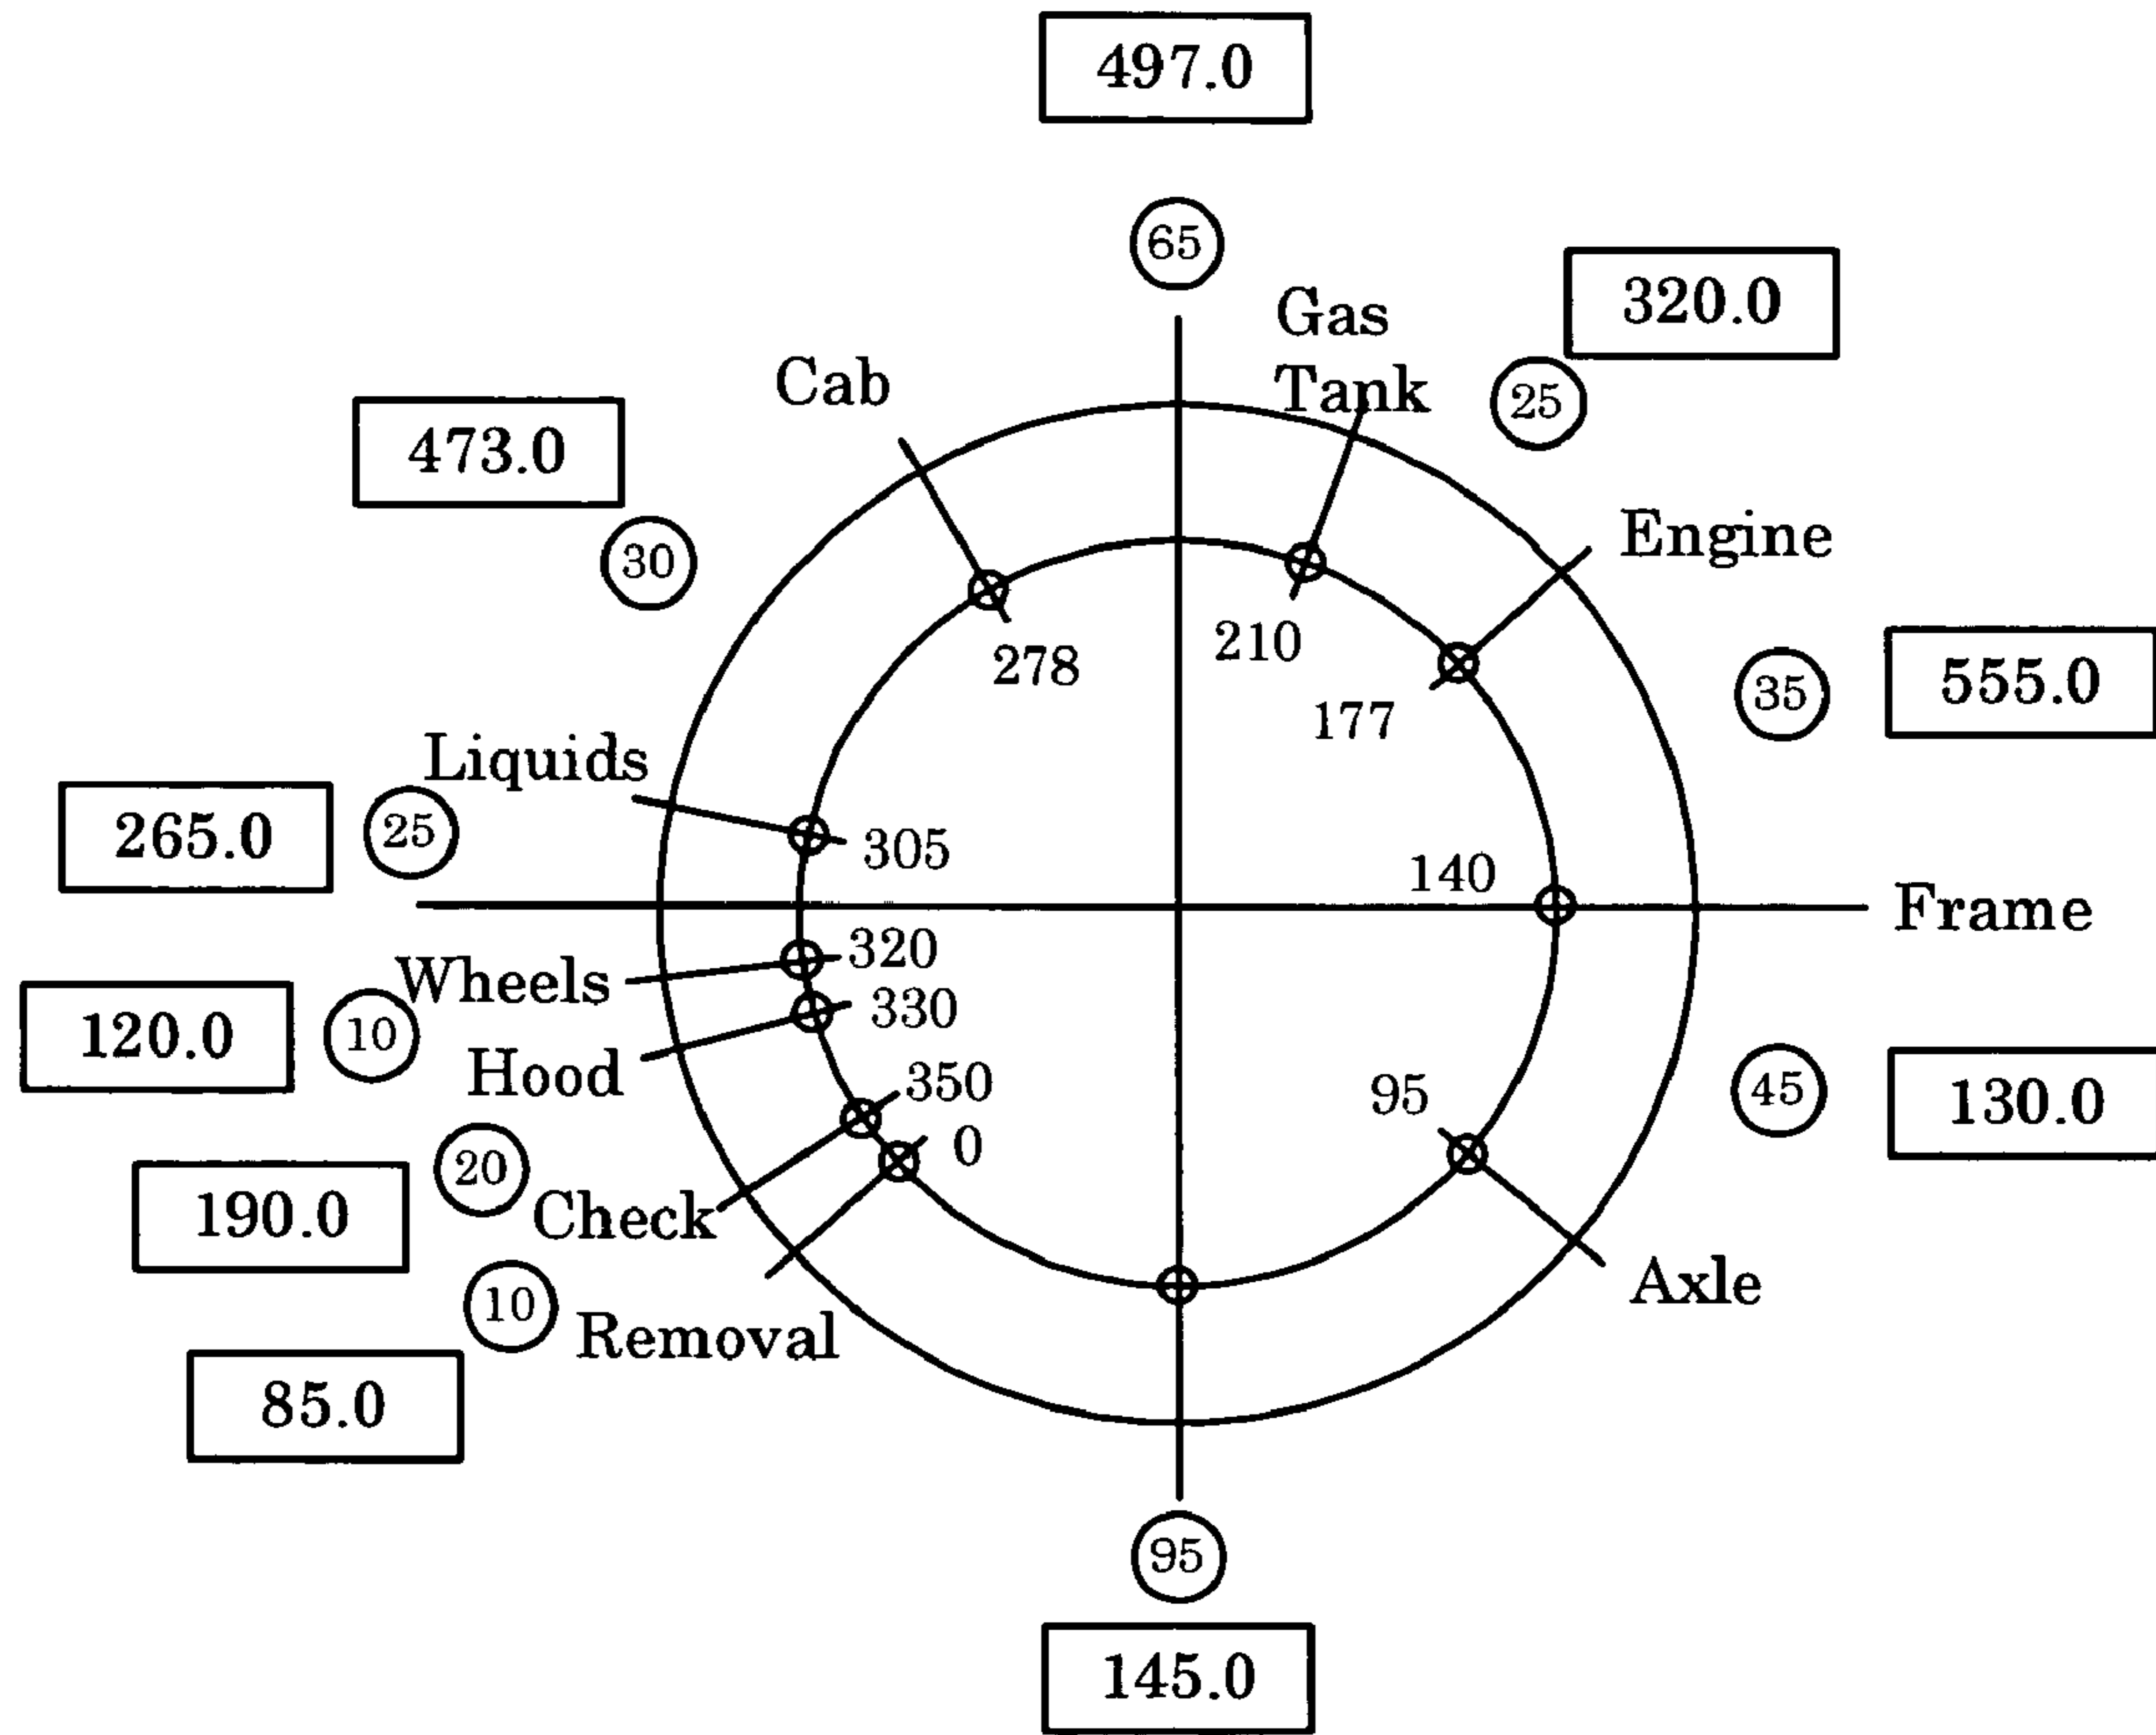 497.0
65
Gas
Tank
320.0
25
Cab
473.0
30
Engine
278
210
177
35
555.0
Liquids
265.0
25
305
140
Frame
Wheels
320
120.0
10
330
Hood
350
95
45
130.0
0
20
190.0
Check
10
Removal
Axle
85.0
95
145.0